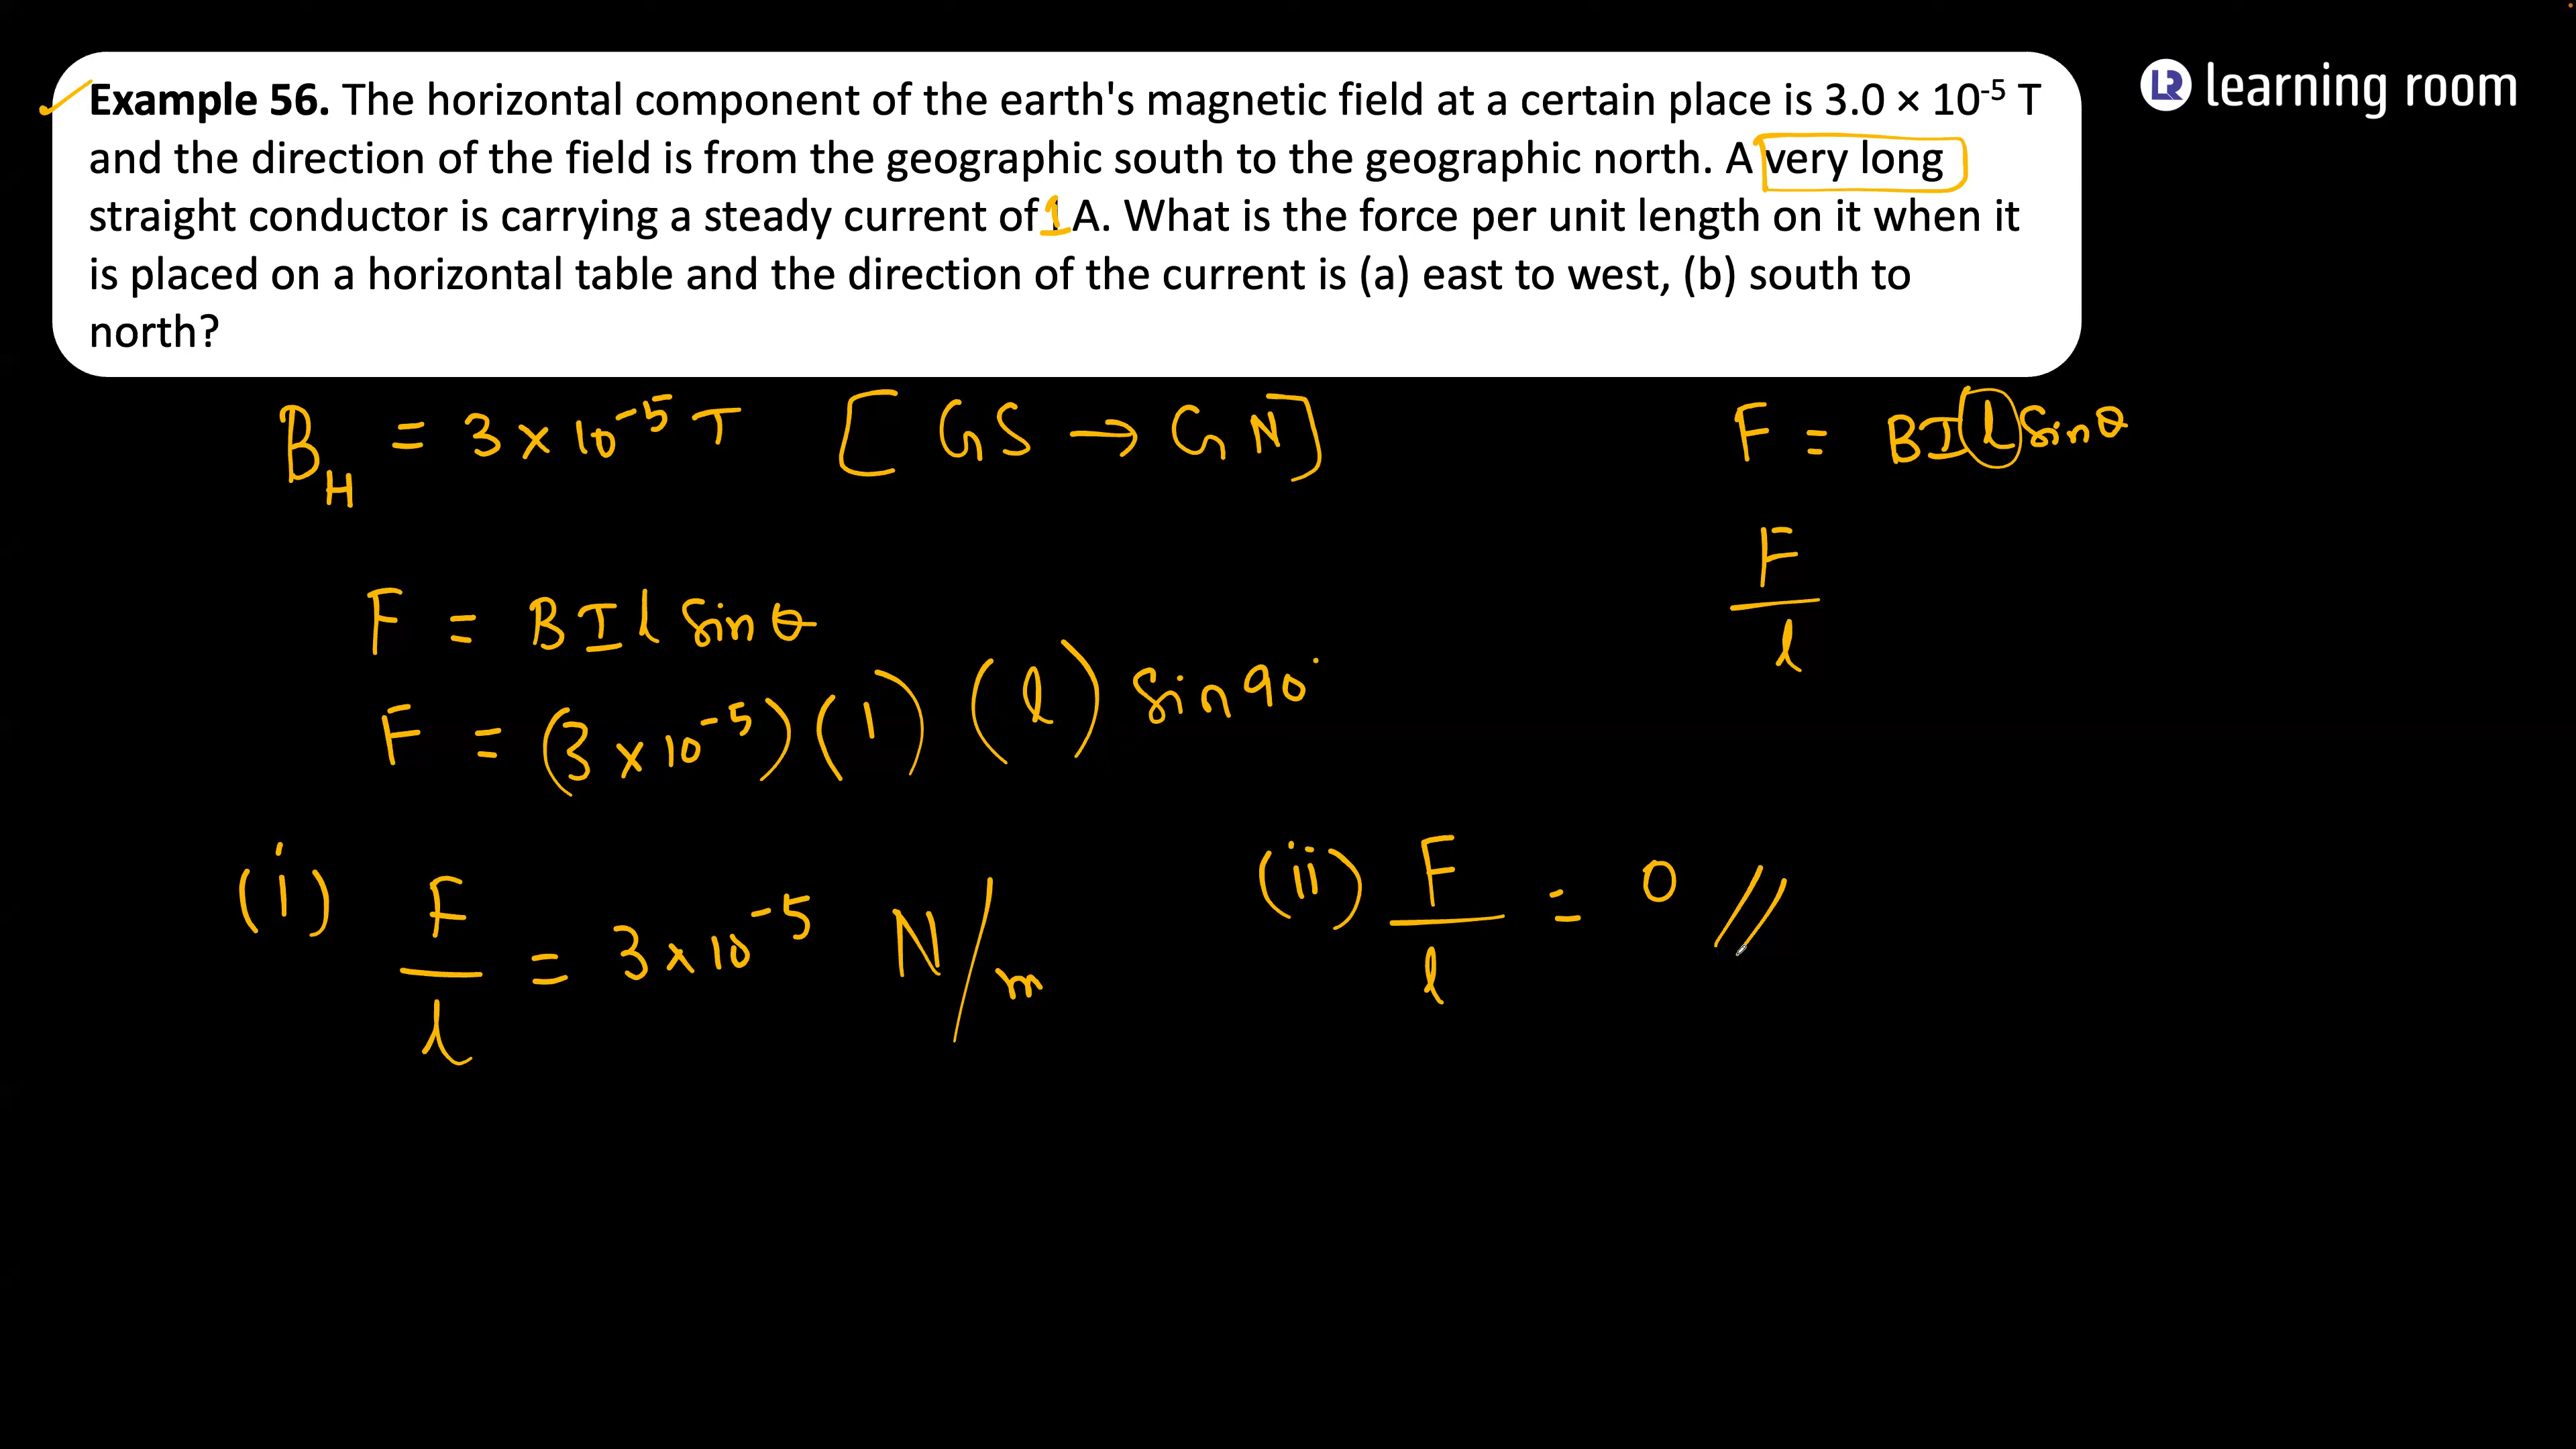 learning room
Example 56. The horizontal component of the earth's magnetic field at a certain place is 3.0 × 10⁻⁵ T
and the direction of the field is from the geographic south to the geographic north. A very long
straight conductor is carrying a steady current of 1 A. What is the force per unit length on it when it
is placed on a horizontal table and the direction of the current is (a) east to west, (b) south to
north?
B_H = 3 × 10⁻⁵ T [GS → GN]
F = BIl Sinθ
F/l
F = BIl Sinθ
F = (3 × 10⁻⁵)(1)(l) Sin 90°
(i) F/l = 3 × 10⁻⁵ N/m
(ii) F/l = 0 //